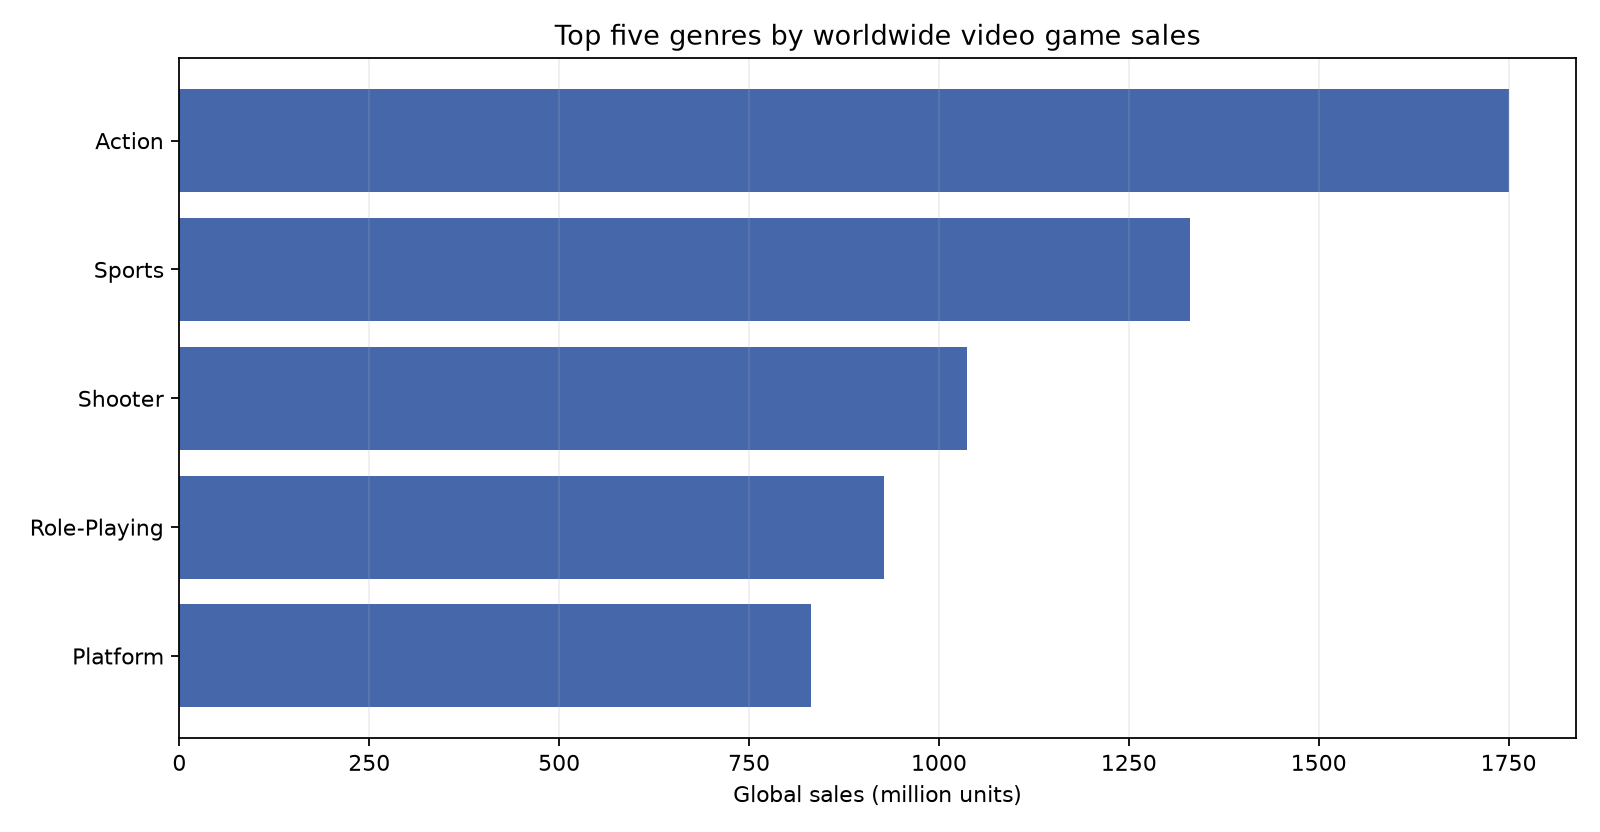 Top five genres by worldwide video game sales
Action
Sports
Shooter
Role-Playing
Platform
0 250 500 750 1000 1250 1500 1750
Global sales (million units)